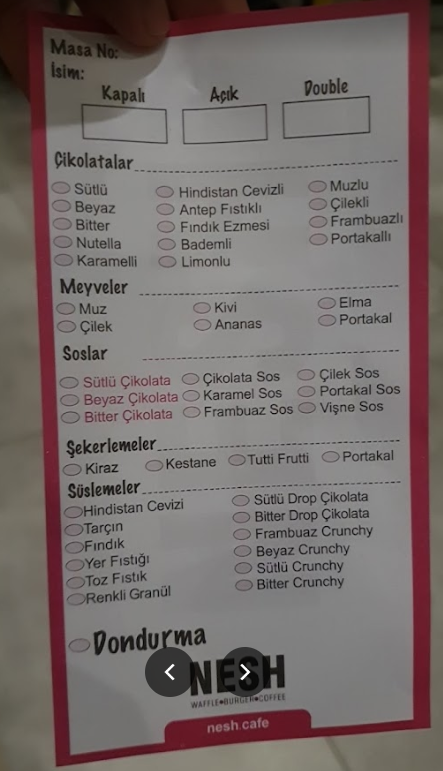 Masa No:
İsim:
Kapalı Açık Double
Çikolatalar
Sütlü Hindistan Cevizli Muzlu
Beyaz Antep Fıstıklı Çilekli
Bitter Fındık Ezmesi Frambuazlı
Nutella Bademli Portakallı
Karamelli Limonlu
Meyveler
Muz Kivi Elma
Çilek Ananas Portakal
Soslar
Sütlü Çikolata Çikolata Sos Çilek Sos
Beyaz Çikolata Karamel Sos Portakal Sos
Bitter Çikolata Frambuaz Sos Vişne Sos
Şekerlemeler
Kiraz Kestane Tutti Frutti Portakal
Süslemeler
Hindistan Cevizi Sütlü Drop Çikolata
Tarçın Bitter Drop Çikolata
Fındık Frambuaz Crunchy
Yer Fıstığı Beyaz Crunchy
Toz Fıstık Sütlü Crunchy
Renkli Granül Bitter Crunchy
Dondurma
NESH
WAFFLE•BURGER•COFFEE
nesh.cafe